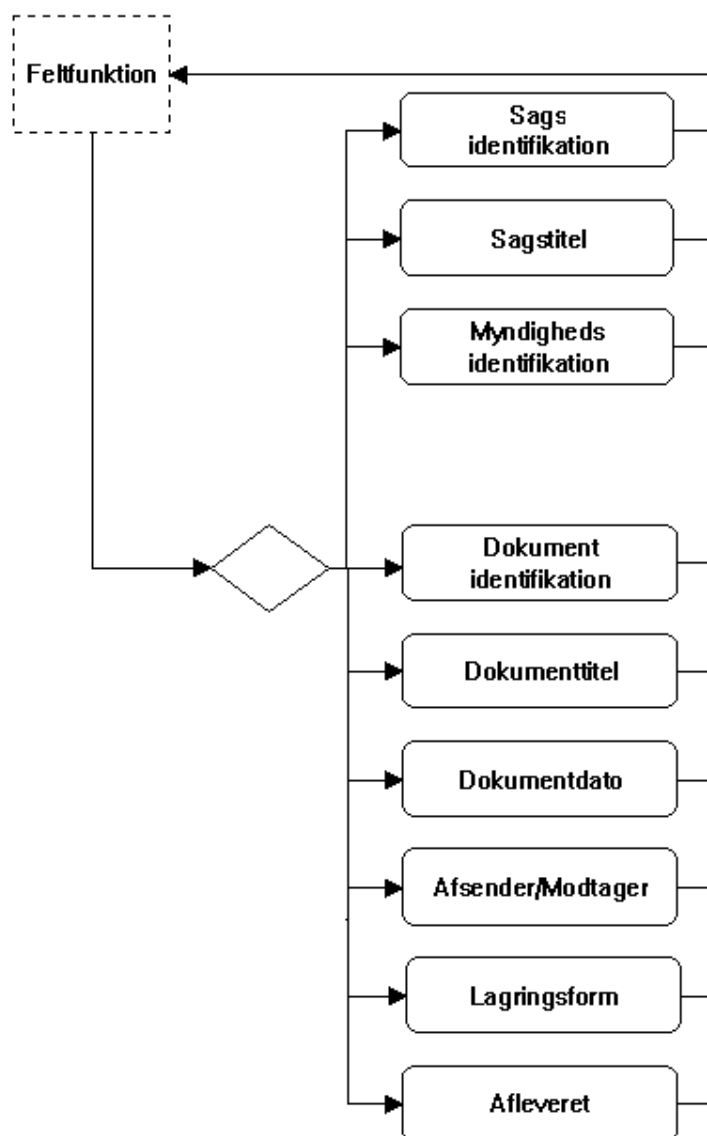 Feltfunktion
Sags
identifikation
Sagstitel
Myndigheds
identifikation
Dokument
identifikation
Dokumenttitel
Dokumentdato
Afsender/Modtager
Lagringsform
Afleveret